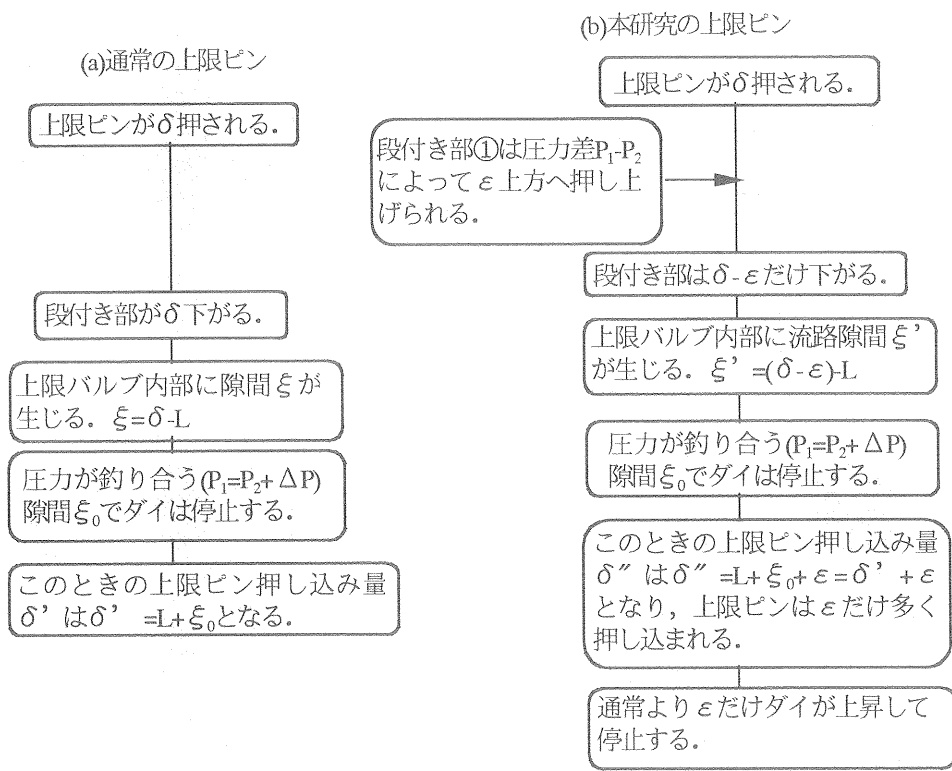 (a)通常の上限ピン
上限ピンがδ押される.
段付き部がδ下がる.
上限バルブ内部に隙間ξが
生じる. ξ=δ-L
圧力が釣り合う(P₁=P₂+ΔP)
隙間ξ₀でダイは停止する.
このときの上限ピン押し込み量
δ’はδ’ =L+ξ₀となる.
(b)本研究の上限ピン
上限ピンがδ押される.
段付き部①は圧力差P₁-P₂
によってε上方へ押し上
げられる.
段付き部はδ-εだけ下がる.
上限バルブ内部に流路隙間ξ’
が生じる. ξ’=(δ-ε)-L
圧力が釣り合う(P₁=P₂+ΔP)
隙間ξ₀でダイは停止する.
このときの上限ピン押し込み量
δ″はδ″=L+ξ₀+ε=δ’+ε
となり，上限ピンはεだけ多く
押し込まれる.
通常よりεだけダイが上昇して
停止する.